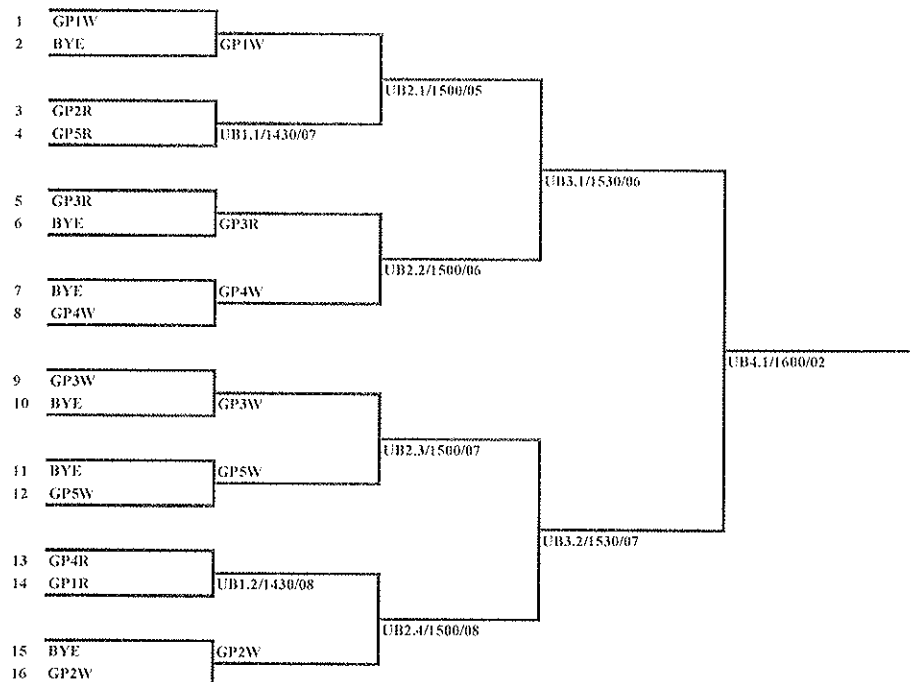 1 GP1W
2 BYE
GP1W
UB2.1/1500/05
3 GP2R
4 GP5R
UB1.1/1430/07
UB3.1/1530/06
5 GP3R
6 BYE
GP3R
UB2.2/1500/06
7 BYE
8 GP4W
GP4W
UB4.1/1600/02
9 GP3W
10 BYE
GP3W
UB2.3/1500/07
11 BYE
12 GP5W
GP5W
UB3.2/1530/07
13 GP4R
14 GP1R
UB1.2/1430/08
UB2.4/1500/08
15 BYE
16 GP2W
GP2W